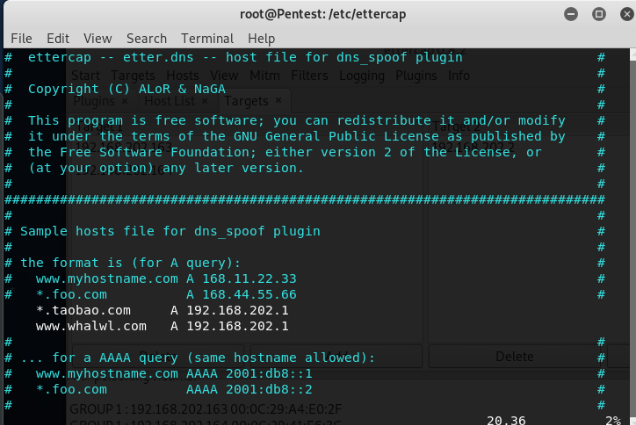 root@Pentest: /etc/ettercap
File Edit View Search Terminal Help
# ettercap -- etter.dns -- host file for dns_spoof plugin #
# #
# Copyright (C) ALoR & NaGA #
# #
# This program is free software; you can redistribute it and/or modify #
# it under the terms of the GNU General Public License as published by #
# the Free Software Foundation; either version 2 of the License, or #
# (at your option) any later version. #
# #
############################################################################
# #
# Sample hosts file for dns_spoof plugin #
# #
# the format is (for A query): #
# www.myhostname.com A 168.11.22.33 #
# *.foo.com A 168.44.55.66 #
*.taobao.com A 192.168.202.1
www.whalwl.com A 192.168.202.1
# #
# ... for a AAAA query (same hostname allowed): #
# www.myhostname.com AAAA 2001:db8::1 #
# *.foo.com AAAA 2001:db8::2 #
# #
20,36 2%
Start Targets Hosts View Mitm Filters Logging Plugins Info
Plugins × Host List × Targets ×
Delete
GROUP 1 : 192.168.202.163 00:0C:29:A4:E0:2F